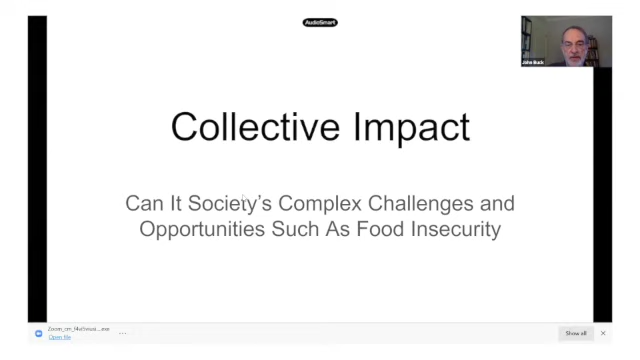 AudioSmart
John Buck
Collective Impact
Can It Society's Complex Challenges and
Opportunities Such As Food Insecurity
Open file
Show all